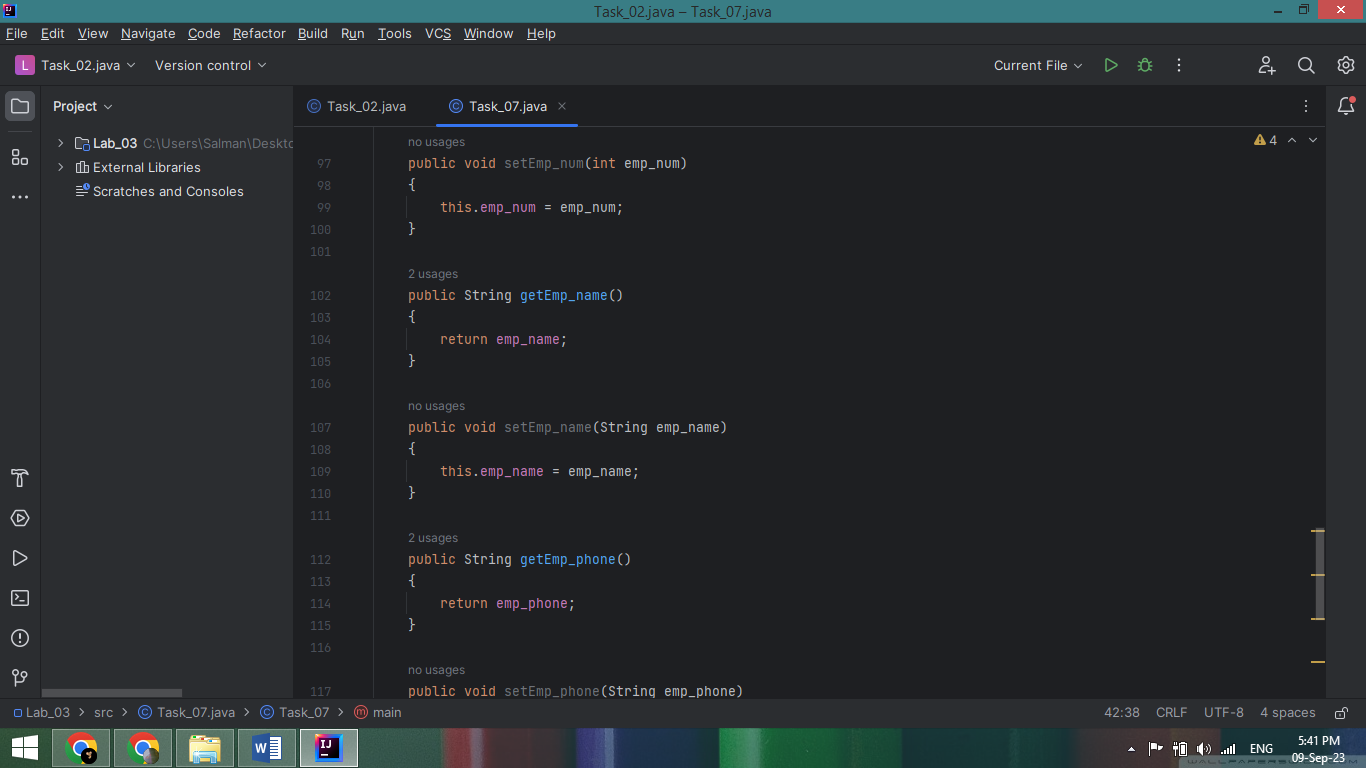 Task_02.java – Task_07.java
File Edit View Navigate Code Refactor Build Run Tools VCS Window Help
L Task_02.java Version control Current File
Project
Task_02.java Task_07.java
Lab_03 C:\Users\Salman\Deskto
External Libraries
Scratches and Consoles
4
no usages
97 public void setEmp_num(int emp_num)
98 {
99 this.emp_num = emp_num;
100 }
101
2 usages
102 public String getEmp_name()
103 {
104 return emp_name;
105 }
106
no usages
107 public void setEmp_name(String emp_name)
108 {
109 this.emp_name = emp_name;
110 }
111
2 usages
112 public String getEmp_phone()
113 {
114 return emp_phone;
115 }
116
no usages
117 public void setEmp_phone(String emp_phone)
Lab_03 > src > Task_07.java > Task_07 > main
42:38 CRLF UTF-8 4 spaces
ENG 5:41 PM
09-Sep-23